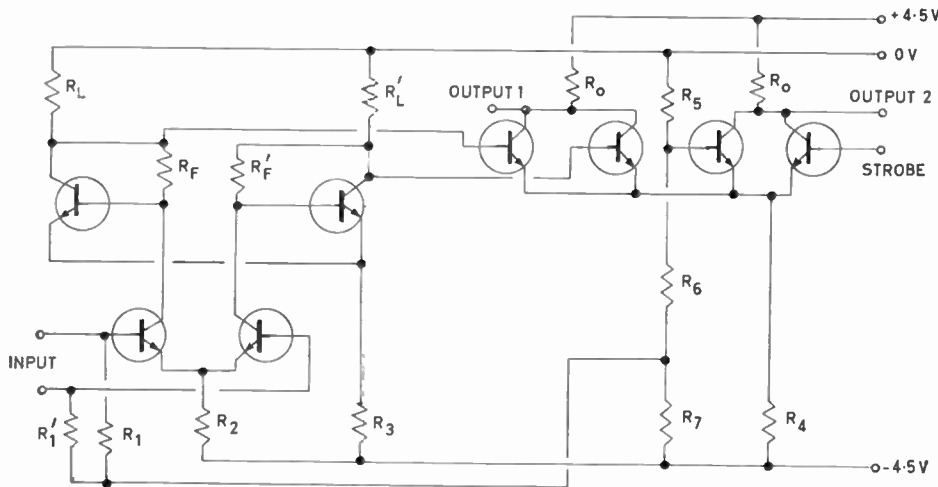 +4·5V
0V
R_L
R_L'
R_O
R_O
OUTPUT 1
R_5
OUTPUT 2
STROBE
R_F
R_F'
R_6
INPUT
R_1'
R_1
R_2
R_3
R_7
R_4
-4·5V